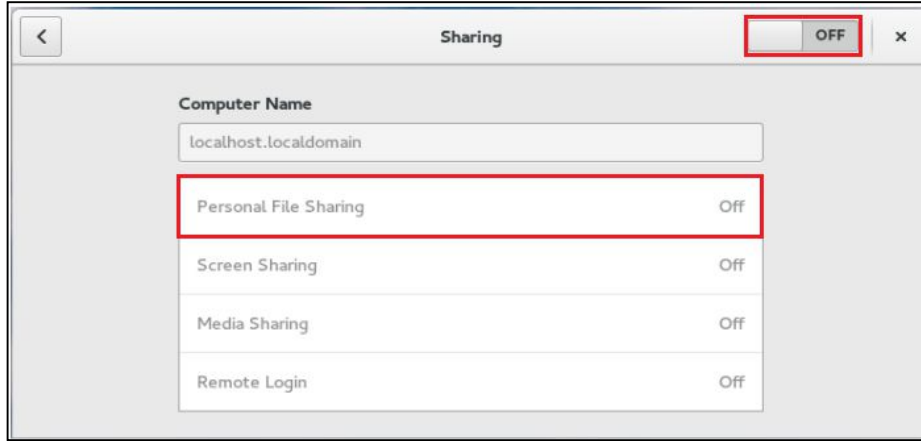 Sharing OFF
Computer Name
localhost.localdomain
Personal File Sharing Off
Screen Sharing Off
Media Sharing Off
Remote Login Off